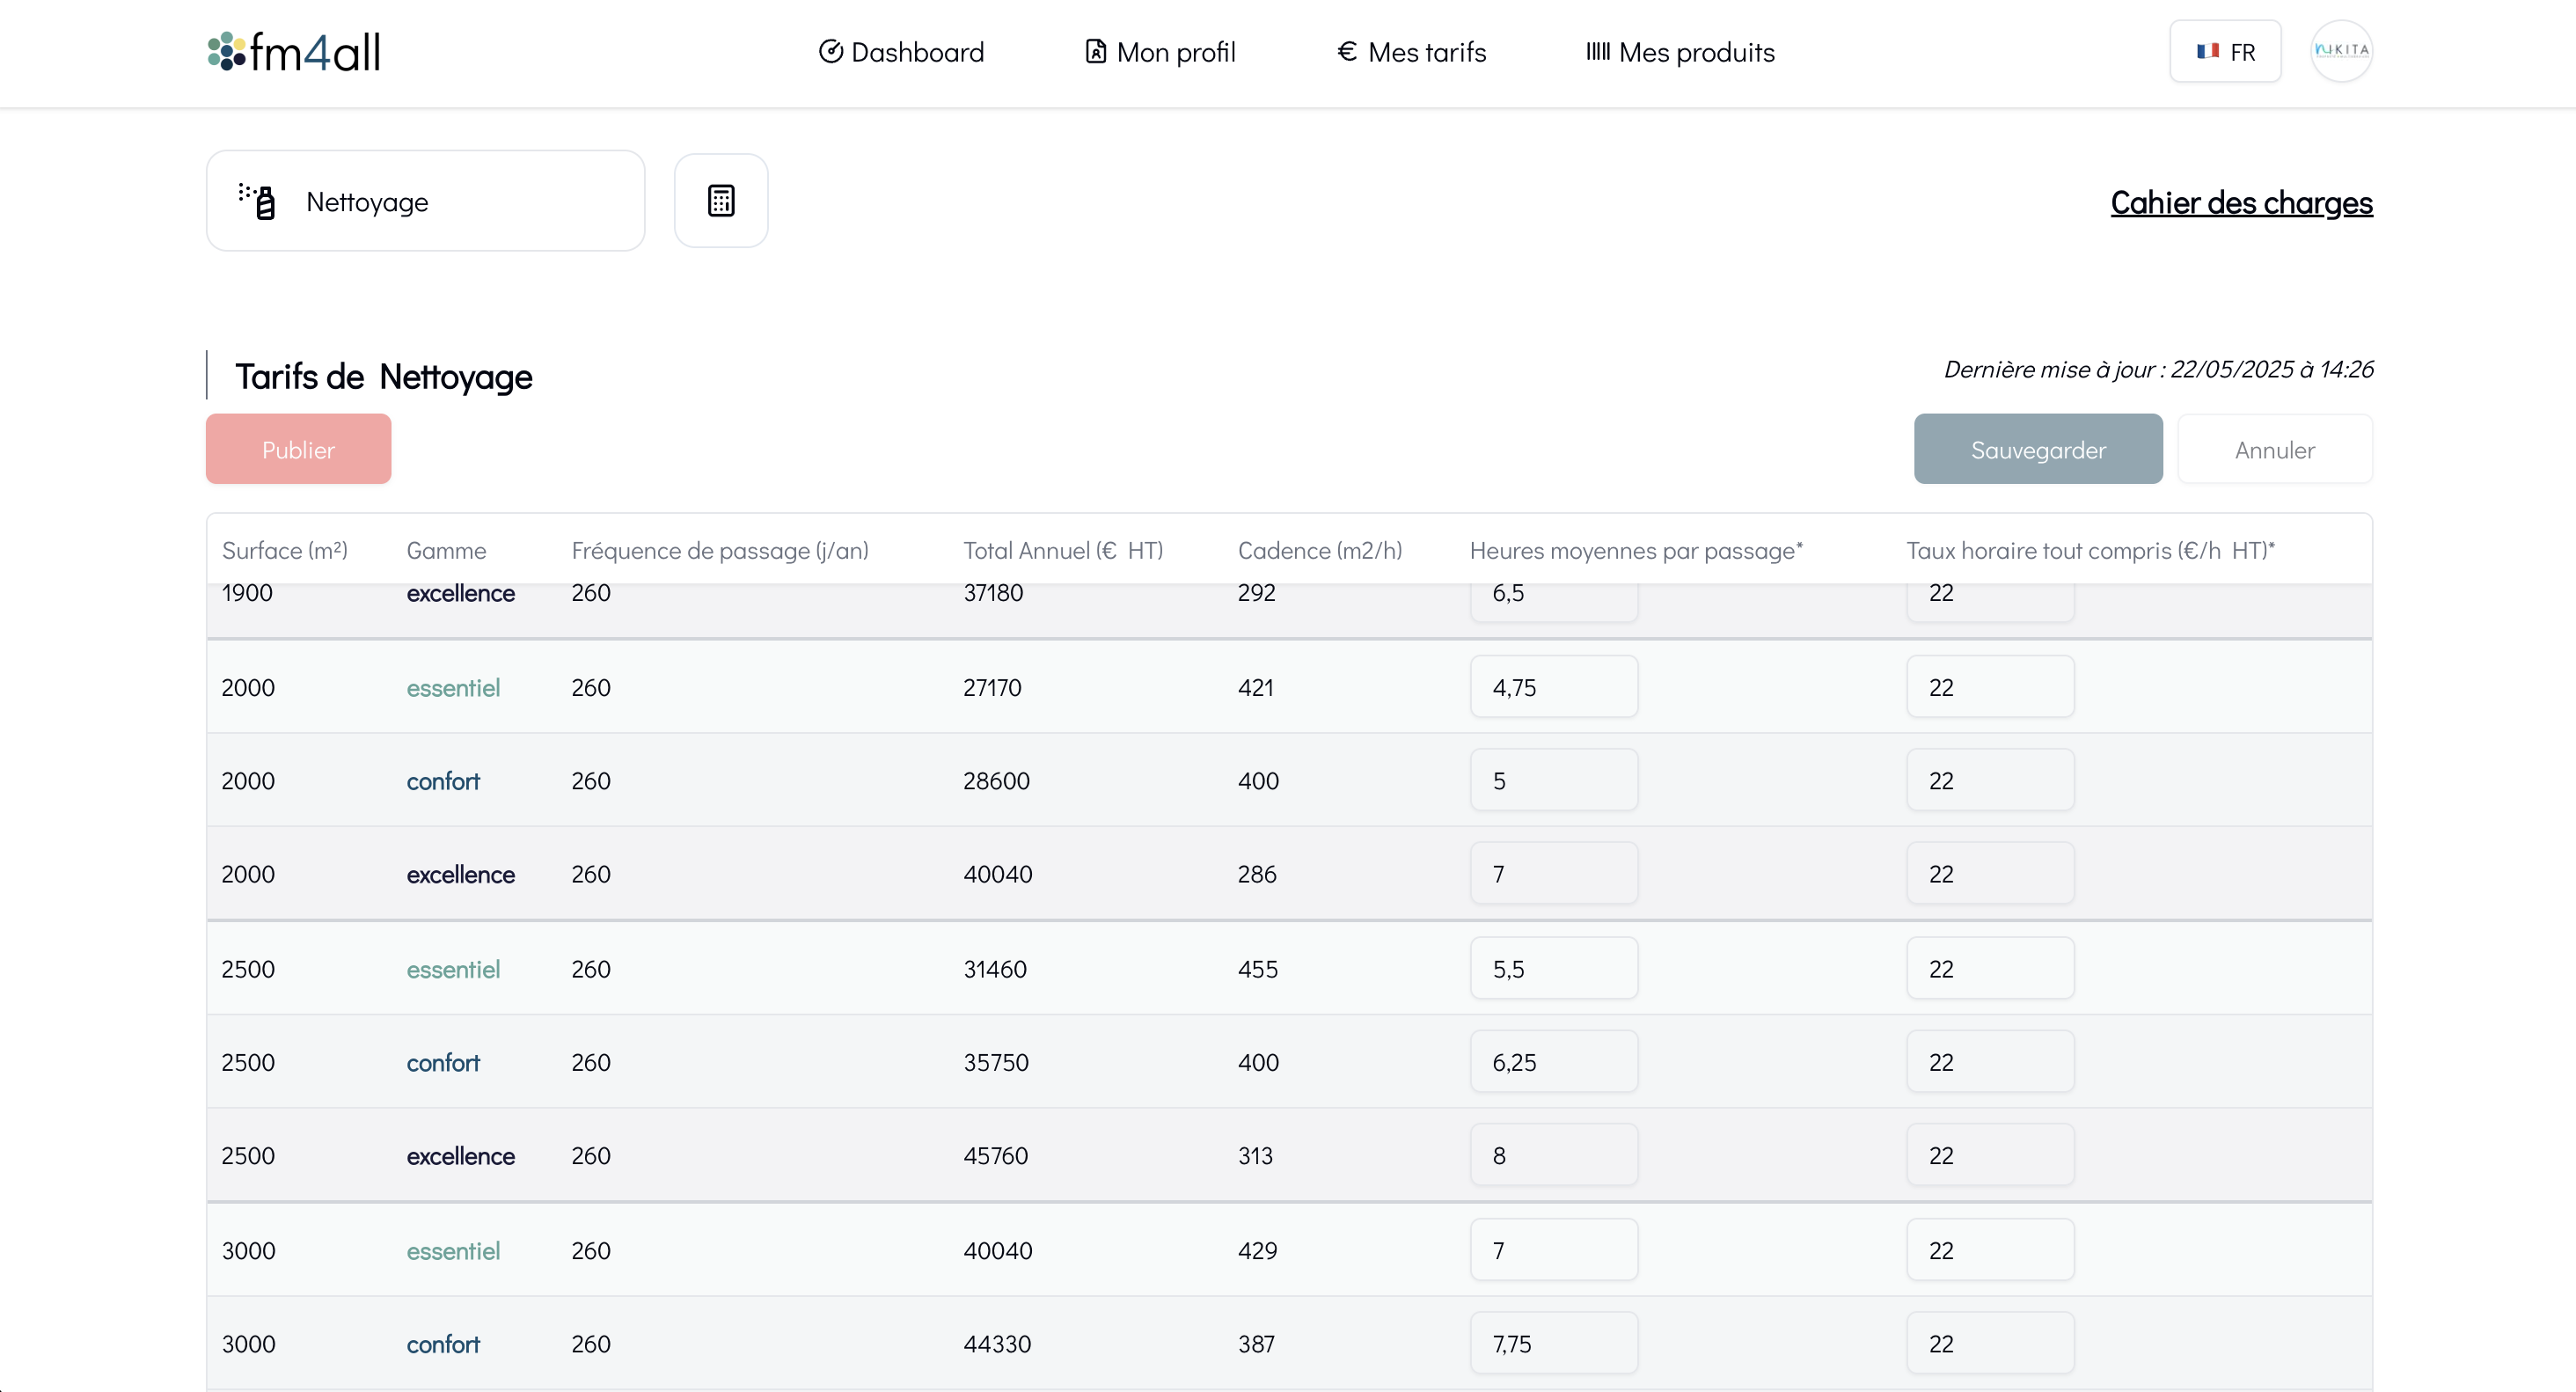 fm4all
Dashboard
Mon profil
€ Mes tarifs
Mes produits
FR
NIKITA
Nettoyage
Cahier des charges
Tarifs de Nettoyage
Dernière mise à jour : 22/05/2025 à 14:26
Publier
Sauvegarder
Annuler
Surface (m²) Gamme Fréquence de passage (j/an) Total Annuel (€ HT) Cadence (m2/h) Heures moyennes par passage* Taux horaire tout compris (€/h HT)*
1900 excellence 260 37180 292 6,5 22
2000 essentiel 260 27170 421 4,75 22
2000 confort 260 28600 400 5 22
2000 excellence 260 40040 286 7 22
2500 essentiel 260 31460 455 5,5 22
2500 confort 260 35750 400 6,25 22
2500 excellence 260 45760 313 8 22
3000 essentiel 260 40040 429 7 22
3000 confort 260 44330 387 7,75 22